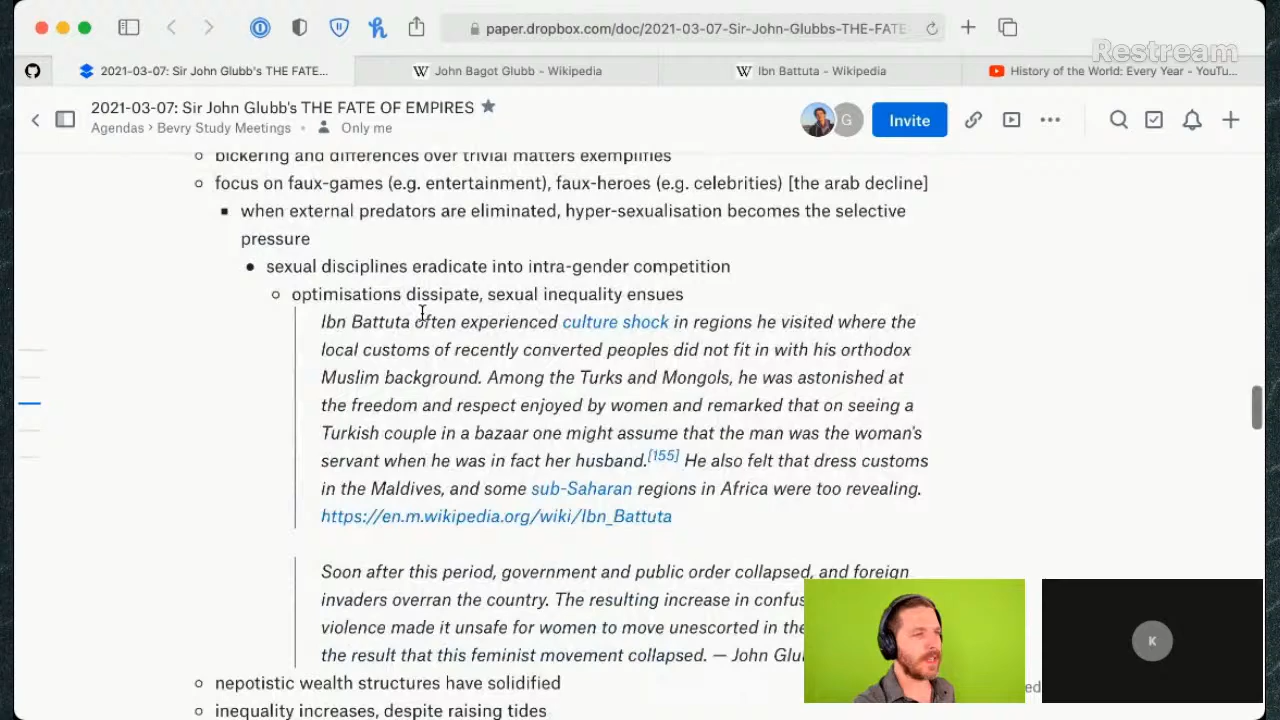 paper.dropbox.com/doc/2021-03-07-Sir-John-Glubbs-THE-FATE-
Restream
2021-03-07: Sir John Glubb's THE FATE...
John Bagot Glubb - Wikipedia
Ibn Battuta - Wikipedia
History of the World: Every Year - YouTu...
2021-03-07: Sir John Glubb's THE FATE OF EMPIRES
Agendas › Bevry Study Meetings • Only me
G
Invite
bickering and differences over trivial matters exemplifies
focus on faux-games (e.g. entertainment), faux-heroes (e.g. celebrities) [the arab decline]
when external predators are eliminated, hyper-sexualisation becomes the selective
pressure
sexual disciplines eradicate into intra-gender competition
optimisations dissipate, sexual inequality ensues
Ibn Battuta often experienced culture shock in regions he visited where the
local customs of recently converted peoples did not fit in with his orthodox
Muslim background. Among the Turks and Mongols, he was astonished at
the freedom and respect enjoyed by women and remarked that on seeing a
Turkish couple in a bazaar one might assume that the man was the woman's
servant when he was in fact her husband.[155] He also felt that dress customs
in the Maldives, and some sub-Saharan regions in Africa were too revealing.
https://en.m.wikipedia.org/wiki/Ibn_Battuta
Soon after this period, government and public order collapsed, and foreign
invaders overran the country. The resulting increase in confus
violence made it unsafe for women to move unescorted in the
the result that this feminist movement collapsed. — John Glu
K
nepotistic wealth structures have solidified
ed
inequality increases, despite raising tides